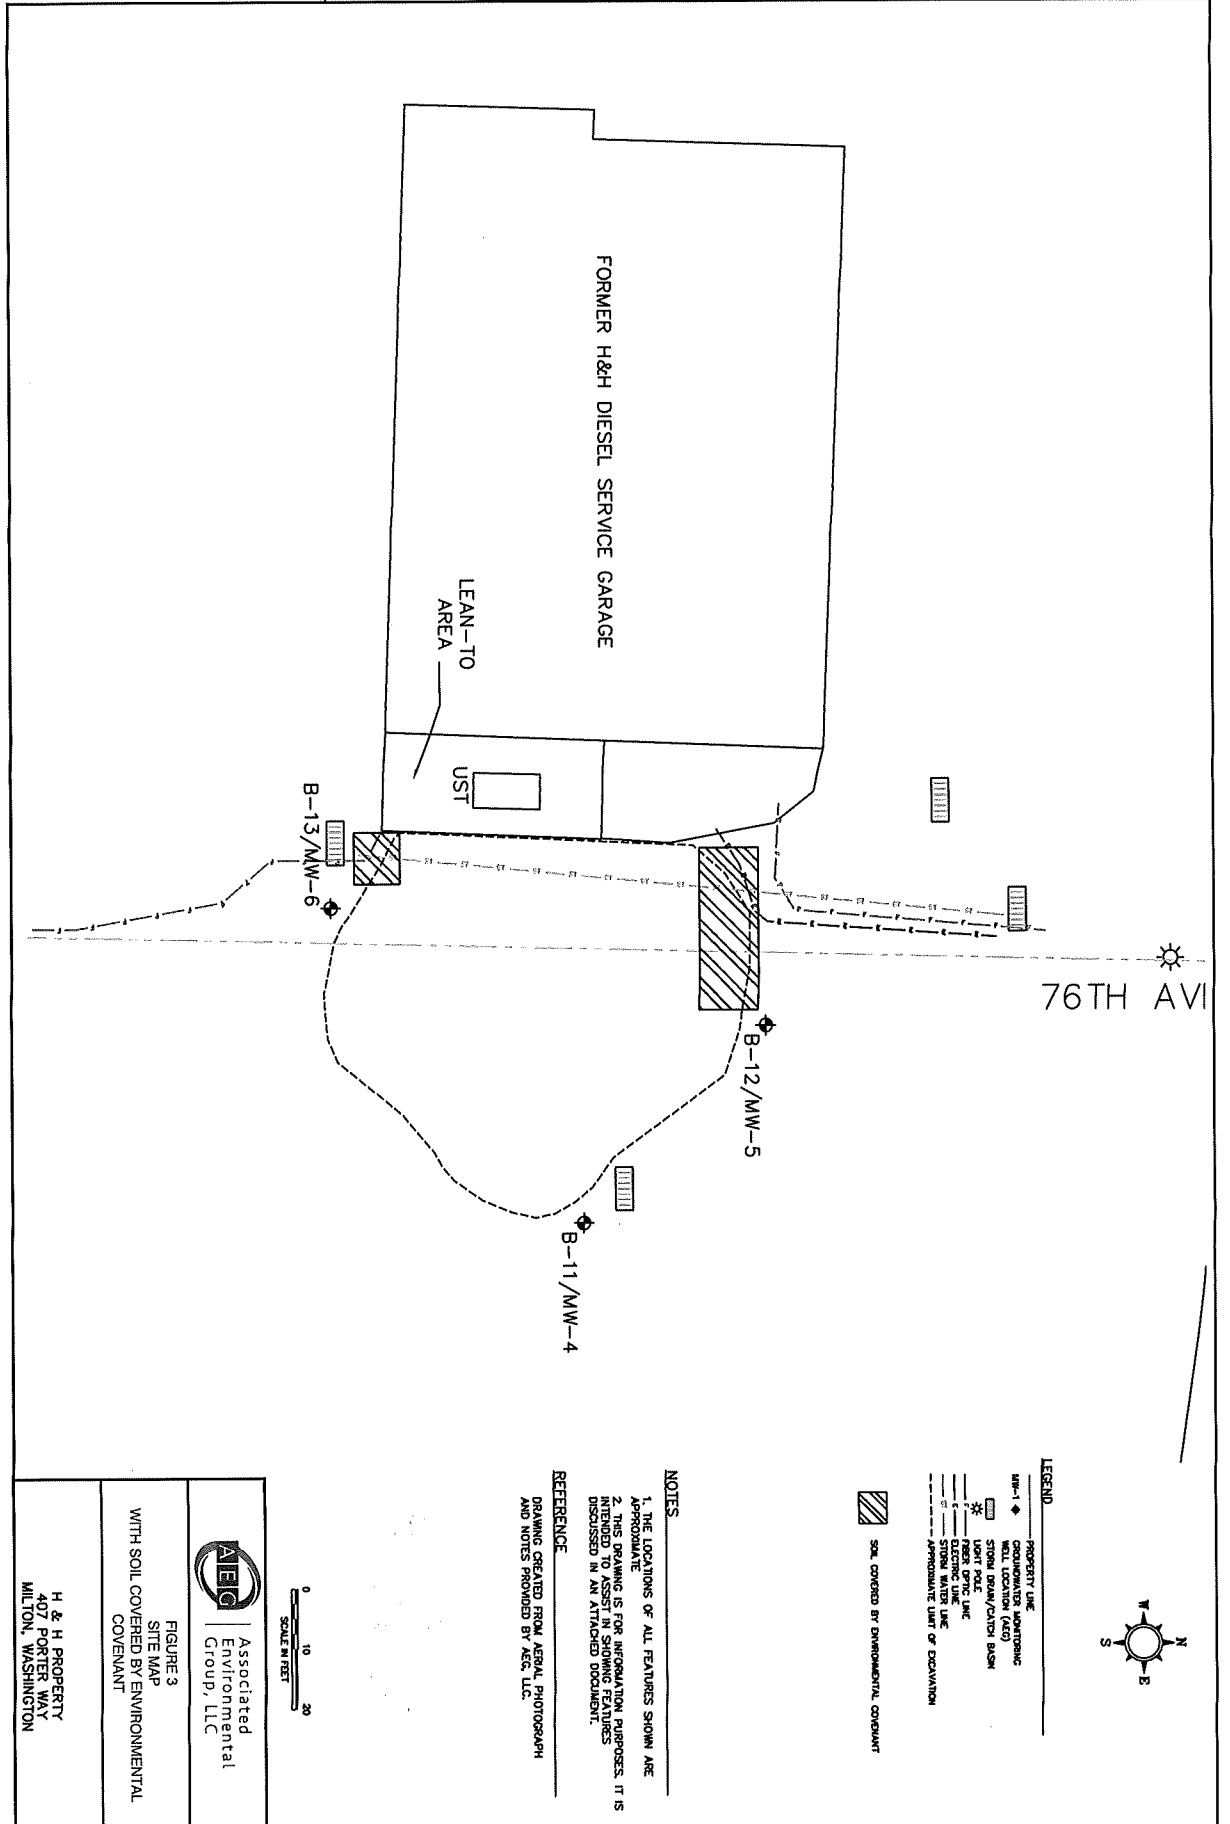 FORMER H&H DIESEL SERVICE GARAGE
LEAN-TO
AREA
UST
B-13/MW-6
B-12/MW-5
B-11/MW-4
76TH AV
N
W
E
S
LEGEND
PROPERTY LINE
MW-1 GROUNDWATER MONITORING
WELL LOCATION (AEG)
STORM DRAIN/CATCH BASIN
LIGHT POLE
FIBER OPTIC LINE
ELECTRIC LINE
STORM WATER LINE
APPROXIMATE LIMIT OF EXCAVATION
SOIL COVERED BY ENVIRONMENTAL COVENANT
NOTES
1. THE LOCATIONS OF ALL FEATURES SHOWN ARE
APPROXIMATE
2. THIS DRAWING IS FOR INFORMATION PURPOSES. IT IS
INTENDED TO ASSIST IN SHOWING FEATURES
DISCUSSED IN AN ATTACHED DOCUMENT.
REFERENCE
DRAWING CREATED FROM AERIAL PHOTOGRAPH
AND NOTES PROVIDED BY AEG, LLC.
0 10 20
SCALE IN FEET
AEG
Associated
Environmental
Group, LLC
FIGURE 3
SITE MAP
WITH SOIL COVERED BY ENVIRONMENTAL
COVENANT
H & H PROPERTY
407 PORTER WAY
MILTON, WASHINGTON